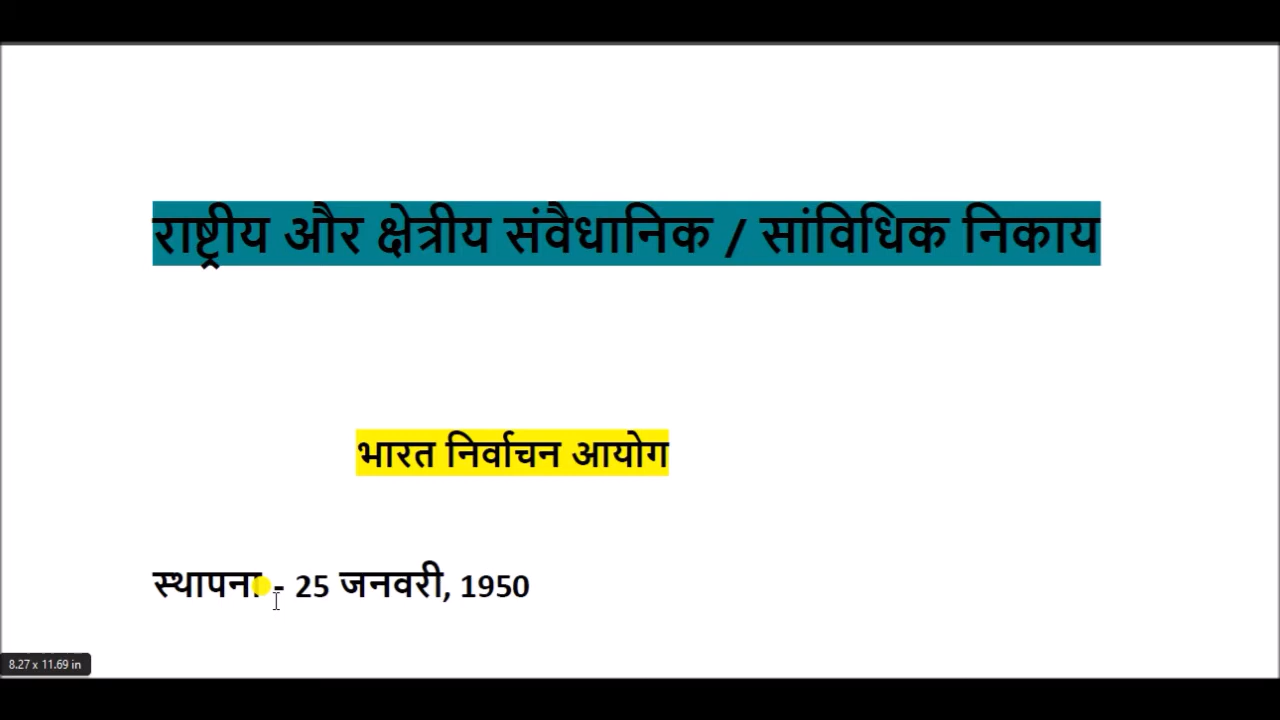 राष्ट्रीय और क्षेत्रीय संवैधानिक / सांविधिक निकाय
भारत निर्वाचन आयोग
स्थापना - 25 जनवरी, 1950
8.27 x 11.69 in